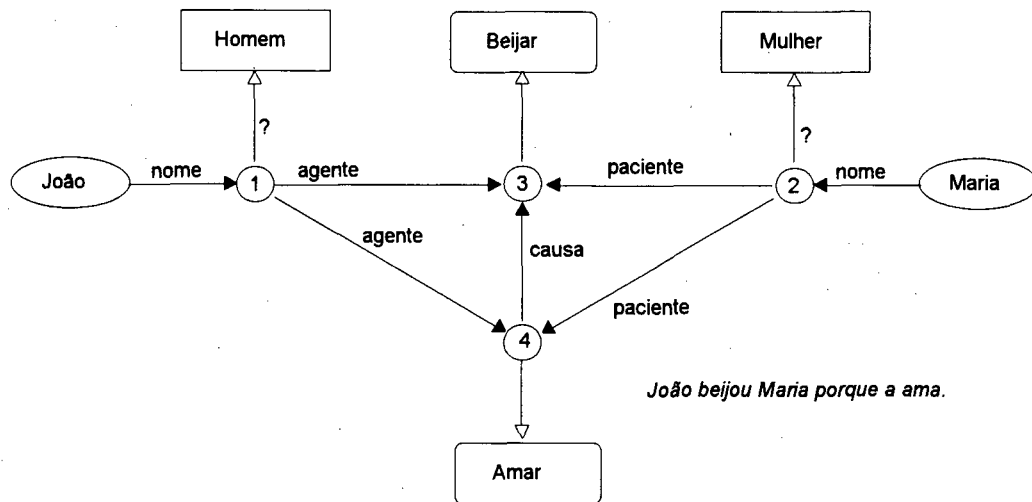 Homem
Beijar
Mulher
?
?
João
nome
1
agente
3
paciente
2
nome
Maria
agente
causa
paciente
4
João beijou Maria porque a ama.
Amar